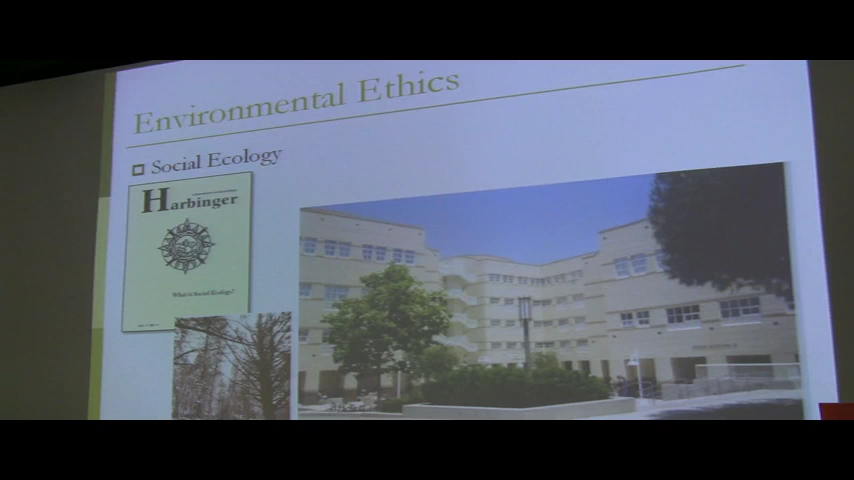 Environmental Ethics
Social Ecology
Harbinger
What is Social Ecology?